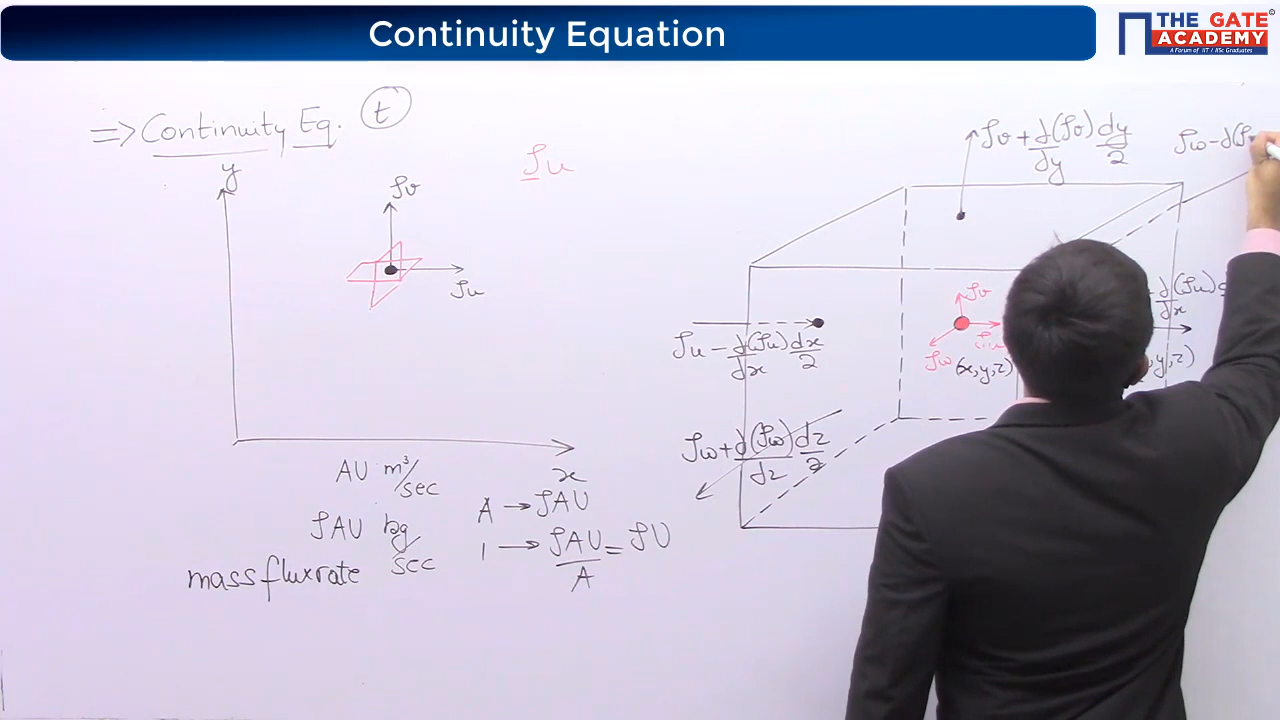 Continuity Equation
THE GATE ACADEMY
A Forum of IIT / IISc Graduates
⇒ Continuity Eq. t
y
ρv
ρu
ρu
x
AU m³/sec
ρAU kg/sec
mass flux rate
A → ρAU
1 → ρAU/A = ρU
ρv + d(ρv)/dy dy/2
ρw - d(ρ
ρv
ρw
(x,y,z)
d(ρu)
dx
,y,z)
ρu - d(ρu)/dx dx/2
ρw + d(ρw)/dz dz/2